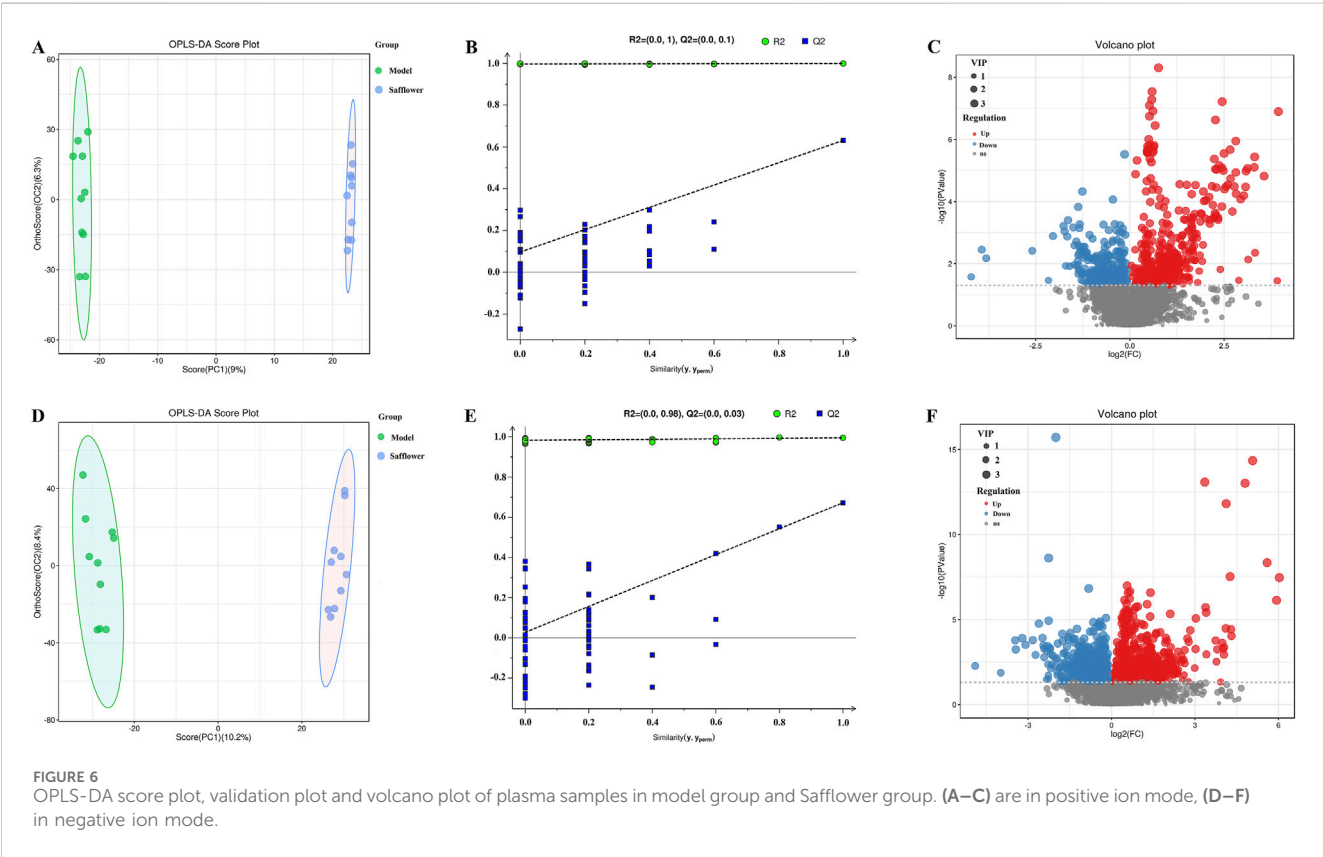 A
OPLS-DA Score Plot
Group
Model
Safflower
60
30
0
-30
-60
OrthoScore(OC2)(6.3%)
-20
-10
0
10
20
Score(PC1)(9%)
B
R2=(0.0, 1), Q2=(0.0, 0.1)
R2
Q2
1.0
0.8
0.6
0.4
0.2
0.0
-0.2
0.0
0.2
0.4
0.6
0.8
1.0
Similarity(y, yperm)
C
Volcano plot
VIP
1
2
3
Regulation
Up
Down
ns
8
6
4
2
0
-log10(PValue)
-2.5
0.0
2.5
log2(FC)
D
OPLS-DA Score Plot
Group
Model
Safflower
40
0
-40
-80
OrthoScore(OC2)(8.4%)
-20
0
20
Score(PC1)(10.2%)
E
R2=(0.0, 0.98), Q2=(0.0, 0.03)
R2
Q2
1.0
0.8
0.6
0.4
0.2
0.0
-0.2
0.0
0.2
0.4
0.6
0.8
1.0
Similarity(y, yperm)
F
Volcano plot
VIP
1
2
3
Regulation
Up
Down
ns
15
10
5
0
-log10(PValue)
-3
0
3
6
log2(FC)
FIGURE 6
OPLS-DA score plot, validation plot and volcano plot of plasma samples in model group and Safflower group. (A–C) are in positive ion mode, (D–F)
in negative ion mode.